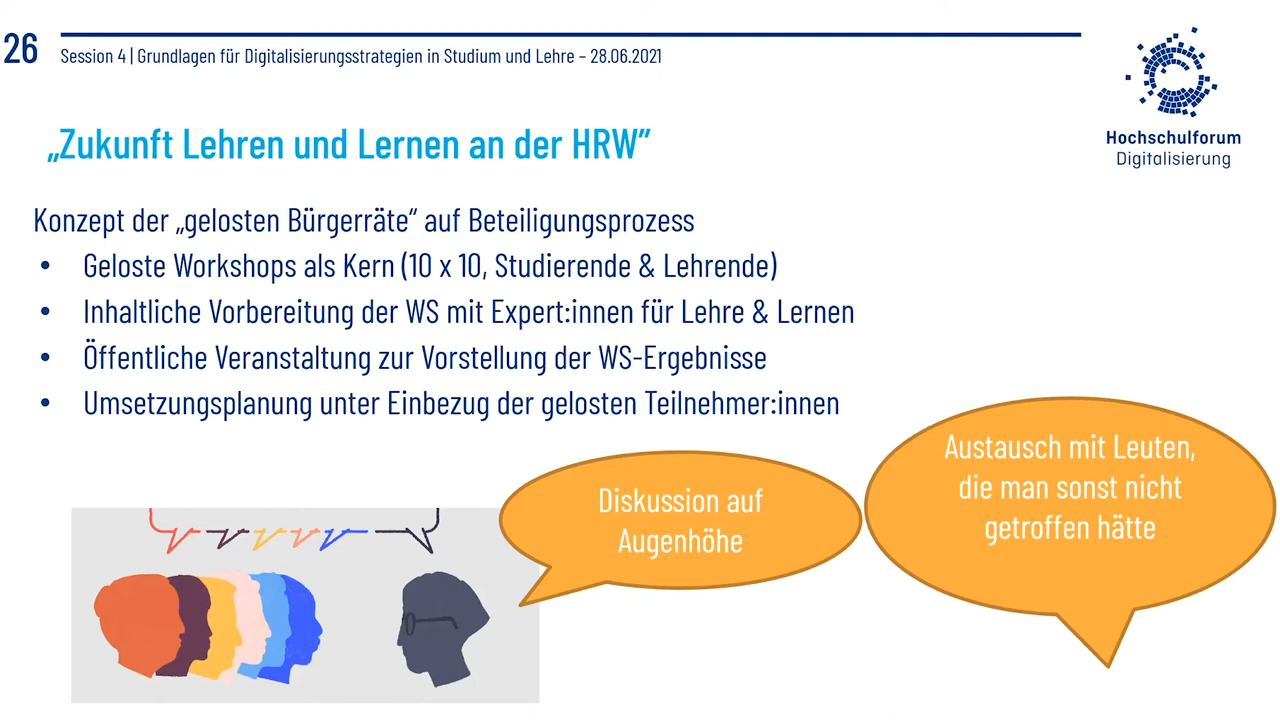 26
Session 4 | Grundlagen für Digitalisierungsstrategien in Studium und Lehre – 28.06.2021
Hochschulforum
Digitalisierung
„Zukunft Lehren und Lernen an der HRW”
Konzept der „gelosten Bürgerräte“ auf Beteiligungsprozess
• Geloste Workshops als Kern (10 x 10, Studierende & Lehrende)
• Inhaltliche Vorbereitung der WS mit Expert:innen für Lehre & Lernen
• Öffentliche Veranstaltung zur Vorstellung der WS-Ergebnisse
• Umsetzungsplanung unter Einbezug der gelosten Teilnehmer:innen
Diskussion auf
Augenhöhe
Austausch mit Leuten,
die man sonst nicht
getroffen hätte